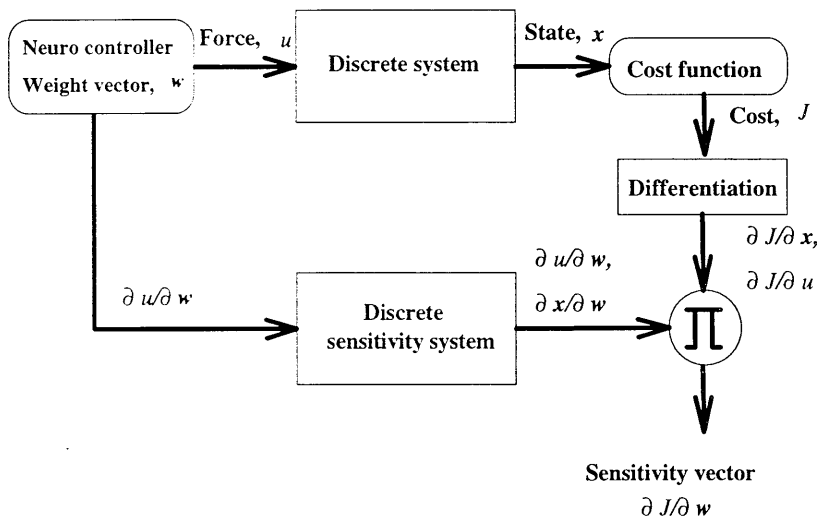 Neuro controller
Weight vector, w
Force, u
Discrete system
State, x
Cost function
Cost, J
Differentiation
∂ J/∂ x,
∂ J/∂ u
∂ u/∂ w
Discrete
sensitivity system
∂ u/∂ w,
∂ x/∂ w
Π
Sensitivity vector
∂ J/∂ w